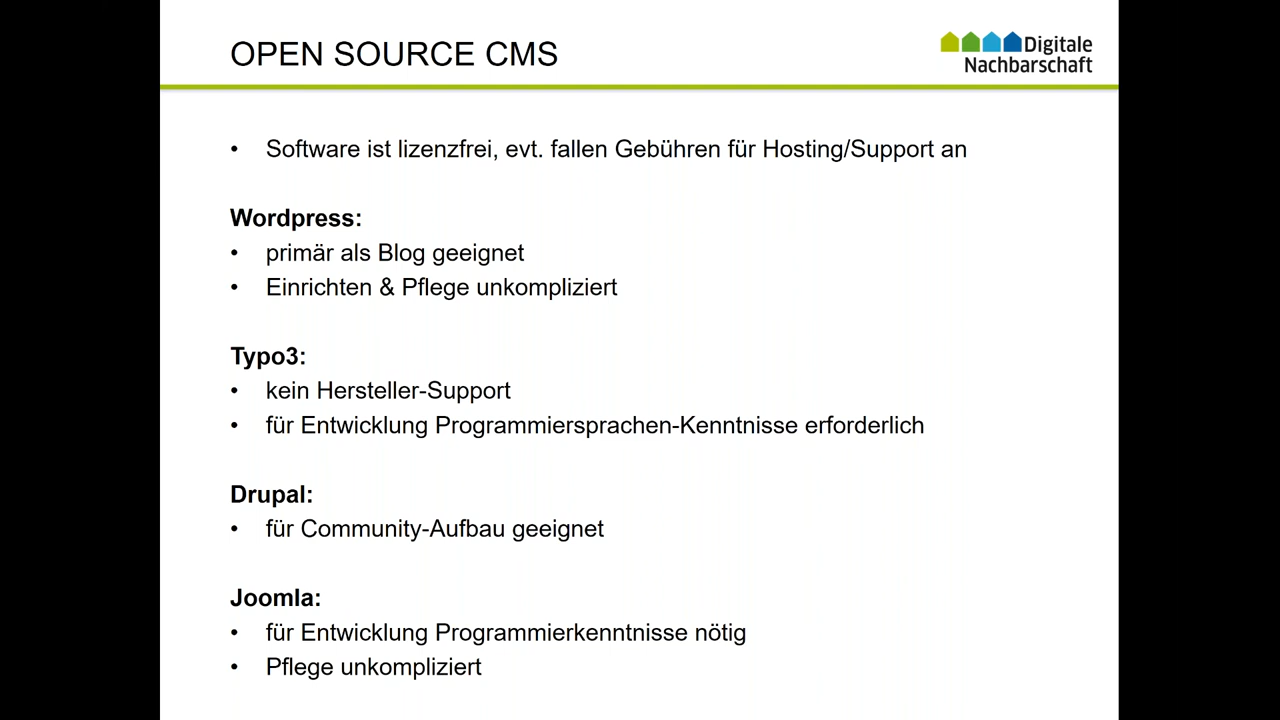 OPEN SOURCE CMS
Digitale
Nachbarschaft
• Software ist lizenzfrei, evt. fallen Gebühren für Hosting/Support an
Wordpress:
• primär als Blog geeignet
• Einrichten & Pflege unkompliziert
Typo3:
• kein Hersteller-Support
• für Entwicklung Programmiersprachen-Kenntnisse erforderlich
Drupal:
• für Community-Aufbau geeignet
Joomla:
• für Entwicklung Programmierkenntnisse nötig
• Pflege unkompliziert